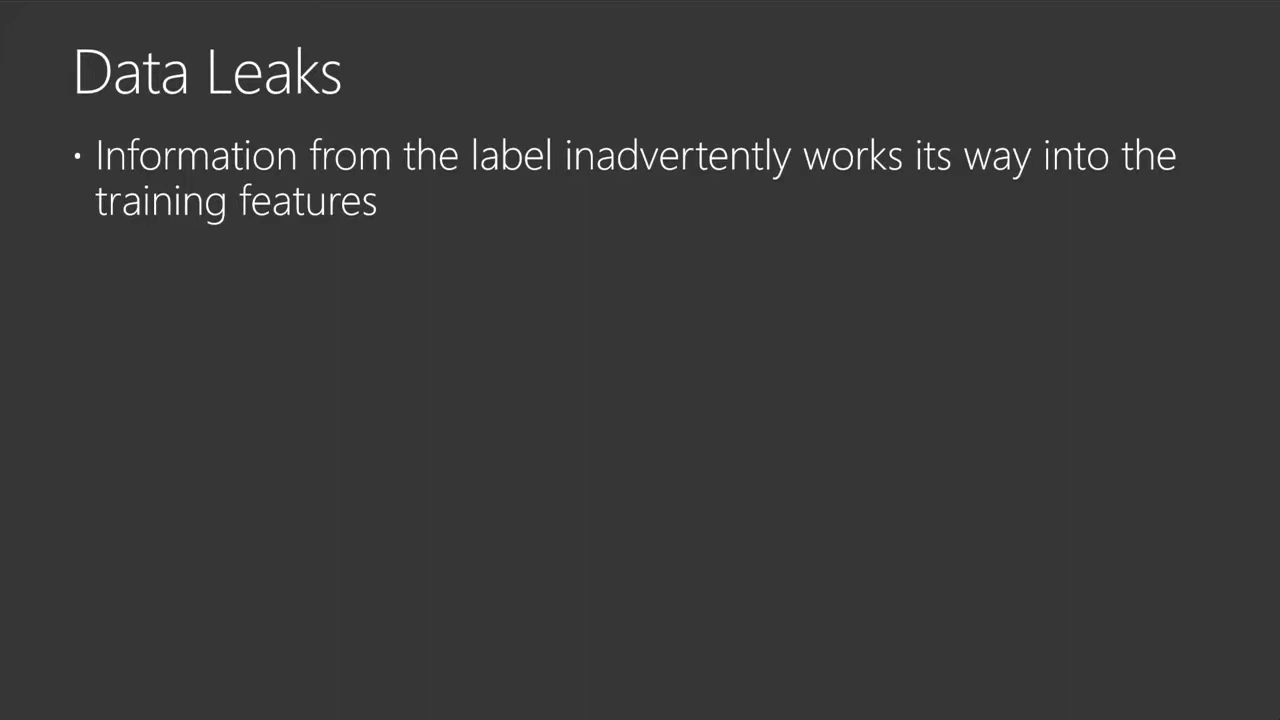 Data Leaks
• Information from the label inadvertently works its way into the
training features